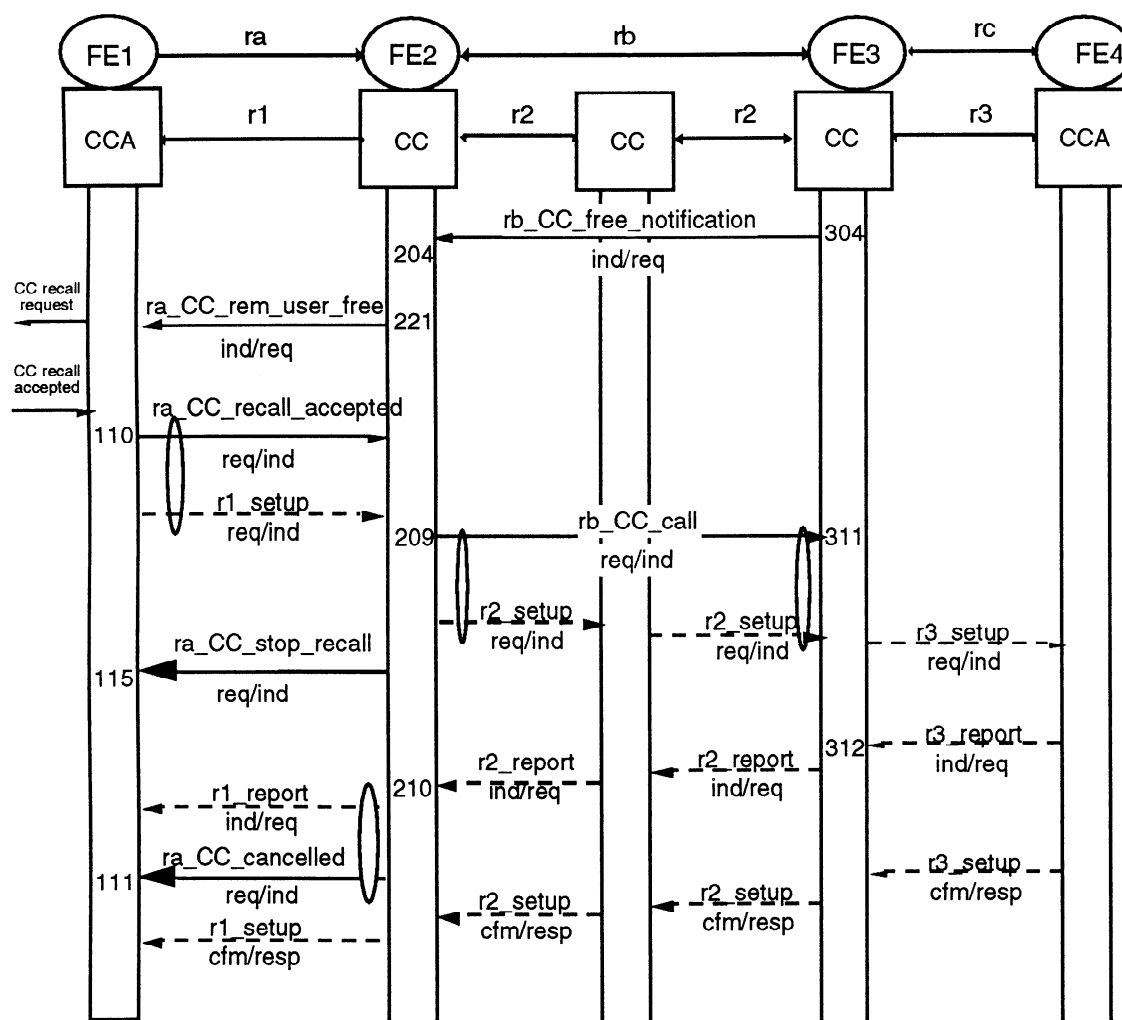 FE1 ra FE2 rb FE3 rc FE4
CCA r1 CC r2 CC r2 CC r3 CCA
rb_CC_free_notification
304
204
ind/req
CC recall
request
ra_CC_rem_user_free
221
ind/req
CC recall
accepted
ra_CC_recall_accepted
110
req/ind
r1_setup
req/ind
209
rb_CC_call
311
req/ind
r2_setup
req/ind
r2_setup
req/ind
r3_setup
req/ind
ra_CC_stop_recall
115
req/ind
312
r3_report
ind/req
r2_report
ind/req
r2_report
ind/req
210
r1_report
ind/req
ra_CC_cancelled
111
req/ind
r3_setup
cfm/resp
r2_setup
cfm/resp
r2_setup
cfm/resp
r1_setup
cfm/resp